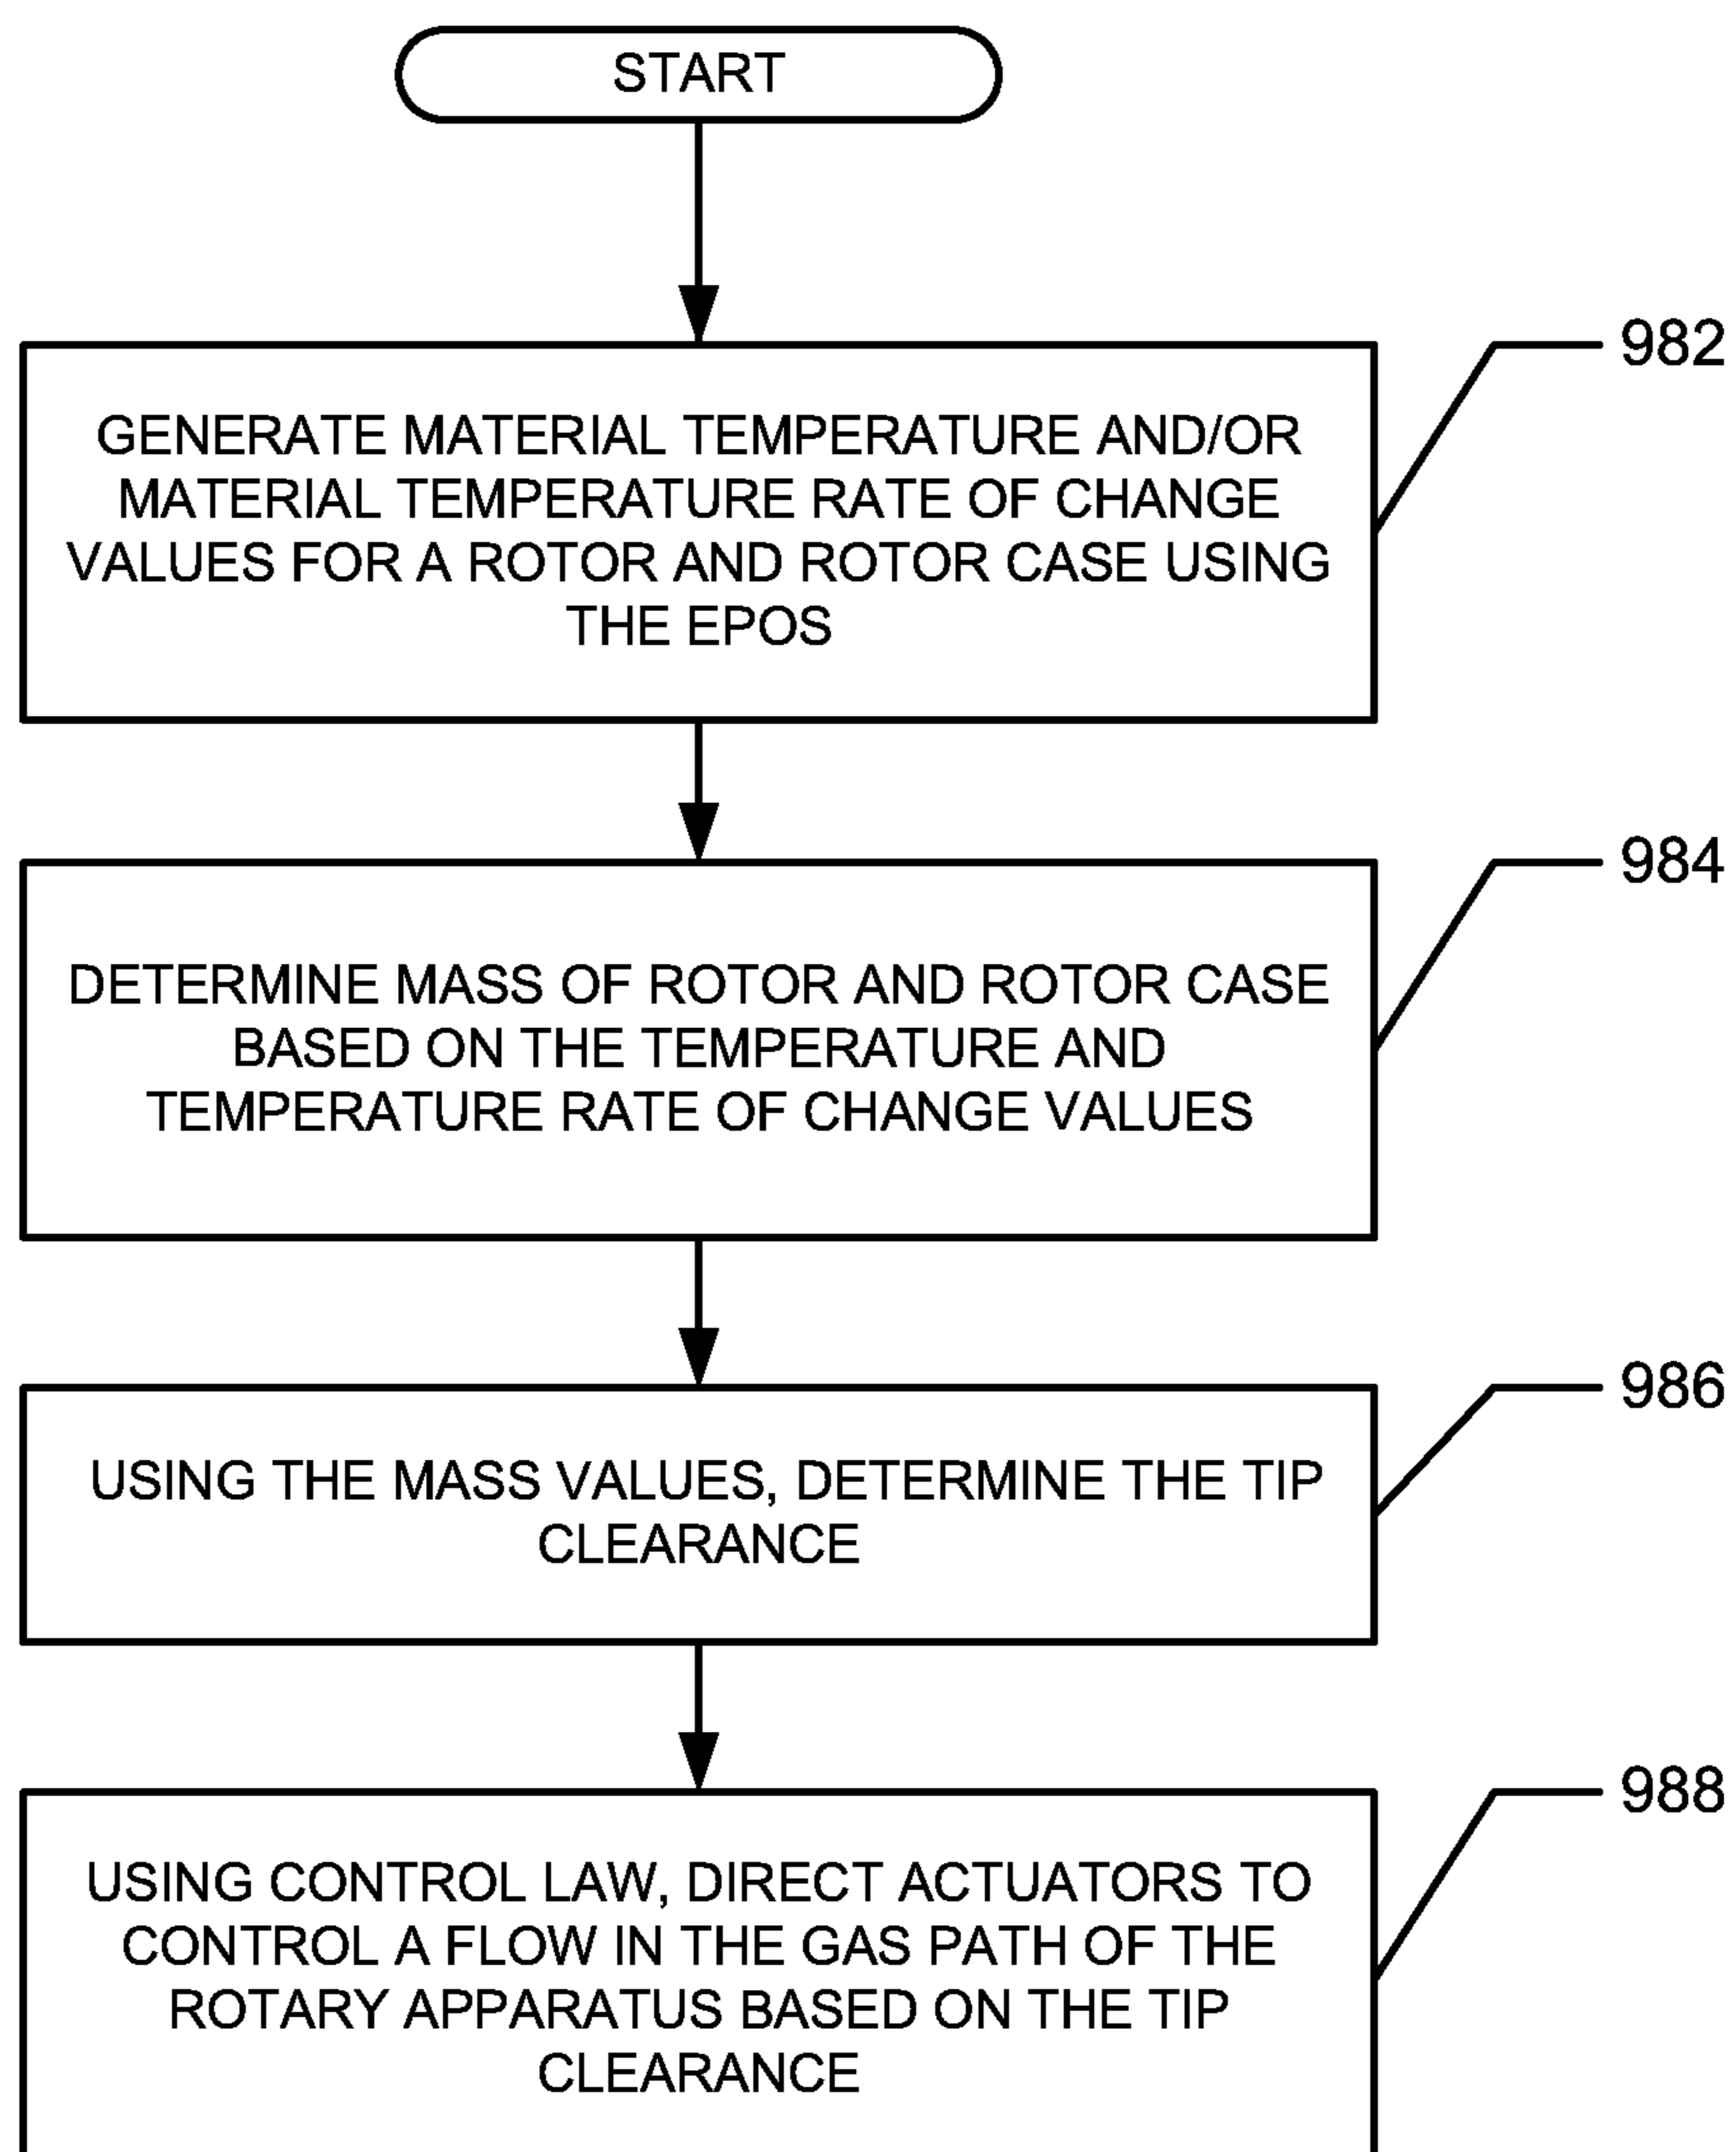 START
982
GENERATE MATERIAL TEMPERATURE AND/OR
MATERIAL TEMPERATURE RATE OF CHANGE
VALUES FOR A ROTOR AND ROTOR CASE USING
THE EPOS
984
DETERMINE MASS OF ROTOR AND ROTOR CASE
BASED ON THE TEMPERATURE AND
TEMPERATURE RATE OF CHANGE VALUES
986
USING THE MASS VALUES, DETERMINE THE TIP
CLEARANCE
988
USING CONTROL LAW, DIRECT ACTUATORS TO
CONTROL A FLOW IN THE GAS PATH OF THE
ROTARY APPARATUS BASED ON THE TIP
CLEARANCE